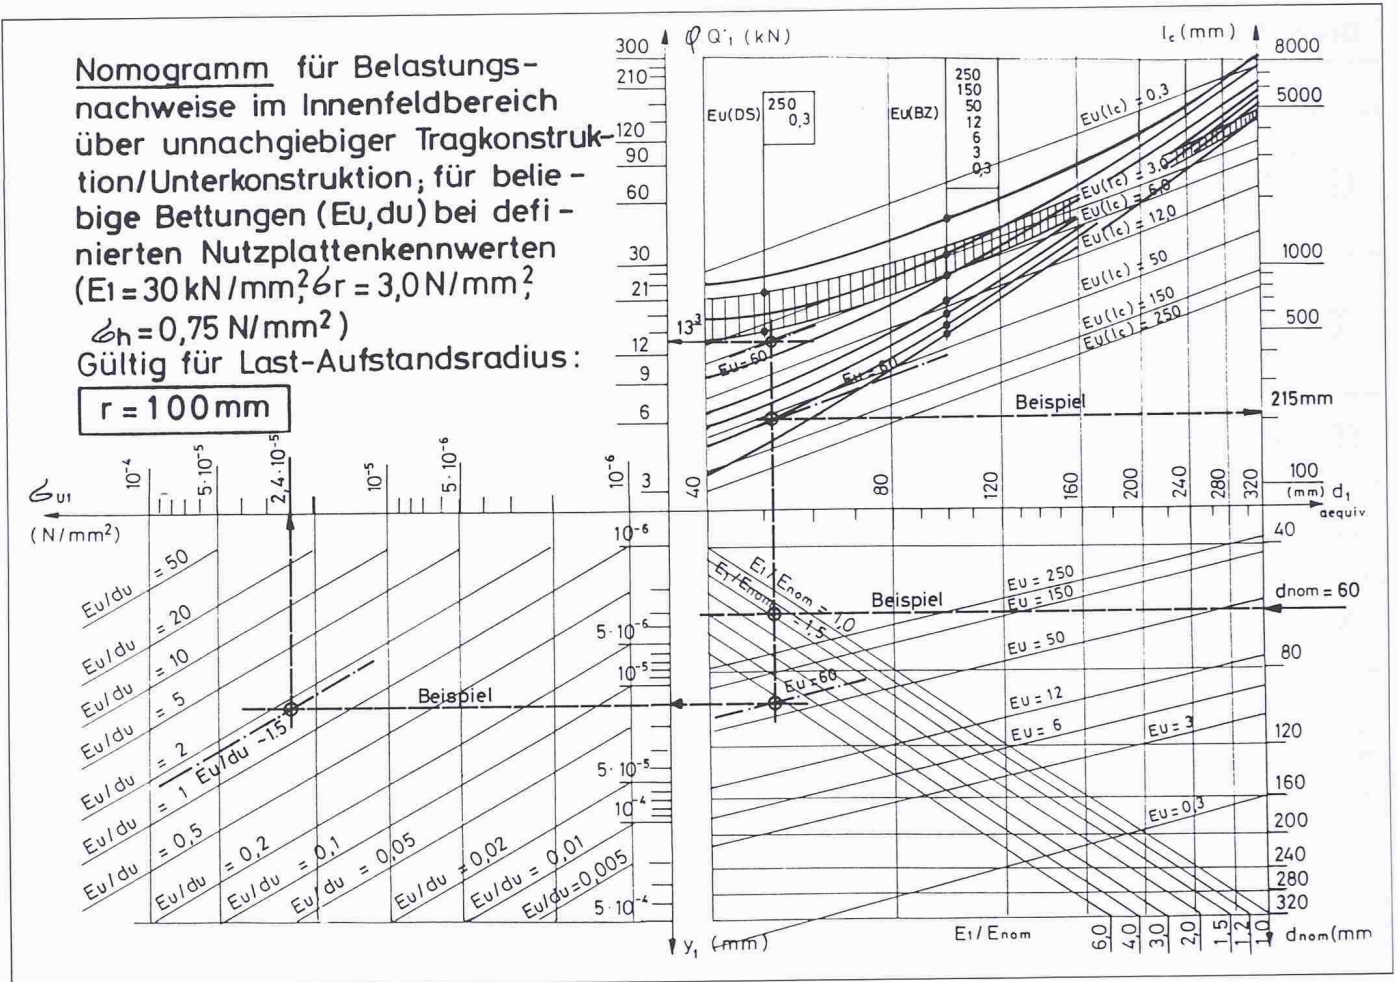 Nomogramm für Belastungs-
nachweise im Innenfeldbereich
über unnachgiebiger Tragkonstruk-
tion/Unterkonstruktion; für belie-
bige Bettungen (Eu,du) bei defi-
nierten Nutzplattenkennwerten
(E1=30 kN/mm², σr = 3,0 N/mm²,
σh = 0,75 N/mm²)
Gültig für Last-Aufstandsradius:
r = 100mm
φ Q'1 (kN)
300
210
120
90
60
30
21
13³
12
9
6
3
lc (mm)
8000
5000
1000
500
215mm
100
Eu(DS)
250
0,3
Eu(BZ)
250
150
50
12
6
3
0,3
Eu(lc) = 0,3
Eu(lc) = 3,0
Eu(lc) = 6,0
Eu(lc) = 12,0
Eu(lc) = 50
Eu(lc) = 150
Eu(lc) = 250
Eu=60
Eu=60
Beispiel
40
80
120
160
200
240
280
320
(mm) d1
aequiv.
σu1
(N/mm²)
10⁻⁴
5·10⁻⁵
2,4·10⁻⁵
10⁻⁵
5·10⁻⁶
10⁻⁶
Eu/du = 50
Eu/du = 20
Eu/du = 10
Eu/du = 5
Eu/du = 2
Eu/du ~1,5
Eu/du = 1
Eu/du = 0,5
Eu/du = 0,2
Eu/du = 0,1
Eu/du = 0,05
Eu/du = 0,02
Eu/du = 0,01
Eu/du=0,005
Beispiel
10⁻⁶
5·10⁻⁶
10⁻⁵
5·10⁻⁵
10⁻⁴
5·10⁻⁴
y1 (mm)
E1/Enom = 1,0
E1/Enom = 1,5
Beispiel
Eu = 250
Eu = 150
Eu = 50
Eu=60
Eu = 12
Eu = 6
Eu = 3
Eu=0,3
40
dnom = 60
80
120
160
200
240
280
320
E1/Enom
6,0
4,0
3,0
2,0
1,5
1,2
1,0
dnom(mm